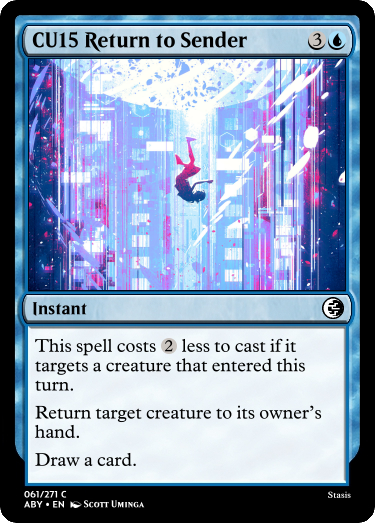 CU15 Return to Sender 3
Instant
This spell costs 2 less to cast if it
targets a creature that entered this
turn.
Return target creature to its owner's
hand.
Draw a card.
061/271 C
ABY • EN Scott Uminga
Stasis